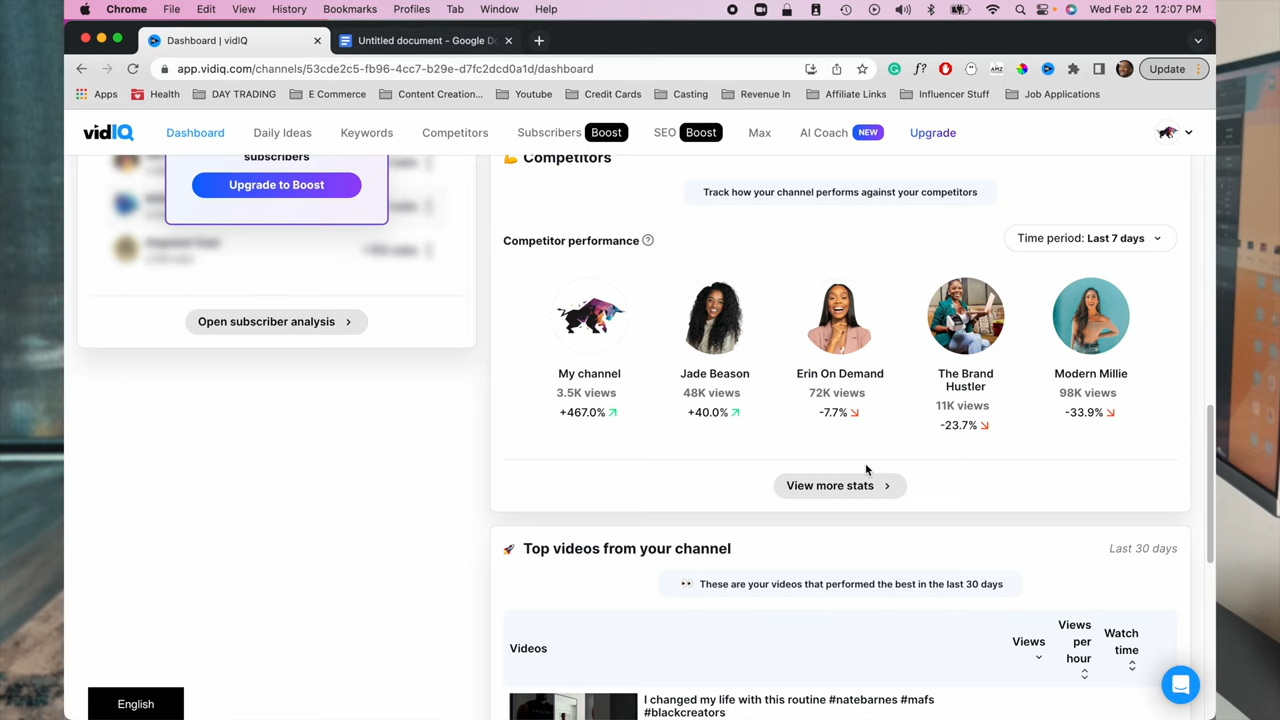 Chrome File Edit View History Bookmarks Profiles Tab Window Help Wed Feb 22 12:07 PM
Dashboard | vidIQ Untitled document - Google Do
app.vidiq.com/channels/53cde2c5-fb96-4cc7-b29e-d7fc2dcd0a1d/dashboard f? AMZ Update
Apps Health DAY TRADING E Commerce Content Creation... Youtube Credit Cards Casting Revenue In Affiliate Links Influencer Stuff Job Applications
vidIQ Dashboard Daily Ideas Keywords Competitors Subscribers Boost SEO Boost Max AI Coach NEW Upgrade
subscribers
Upgrade to Boost
Open subscriber analysis
Competitors
Track how your channel performs against your competitors
Competitor performance ? Time period: Last 7 days
My channel
3.5K views
+467.0%
Jade Beason
48K views
+40.0%
Erin On Demand
72K views
-7.7%
The Brand
Hustler
11K views
-23.7%
Modern Millie
98K views
-33.9%
View more stats
Top videos from your channel Last 30 days
These are your videos that performed the best in the last 30 days
Videos
Views
Views
per
hour
Watch
time
I changed my life with this routine #natebarnes #mafs
#blackcreators
English